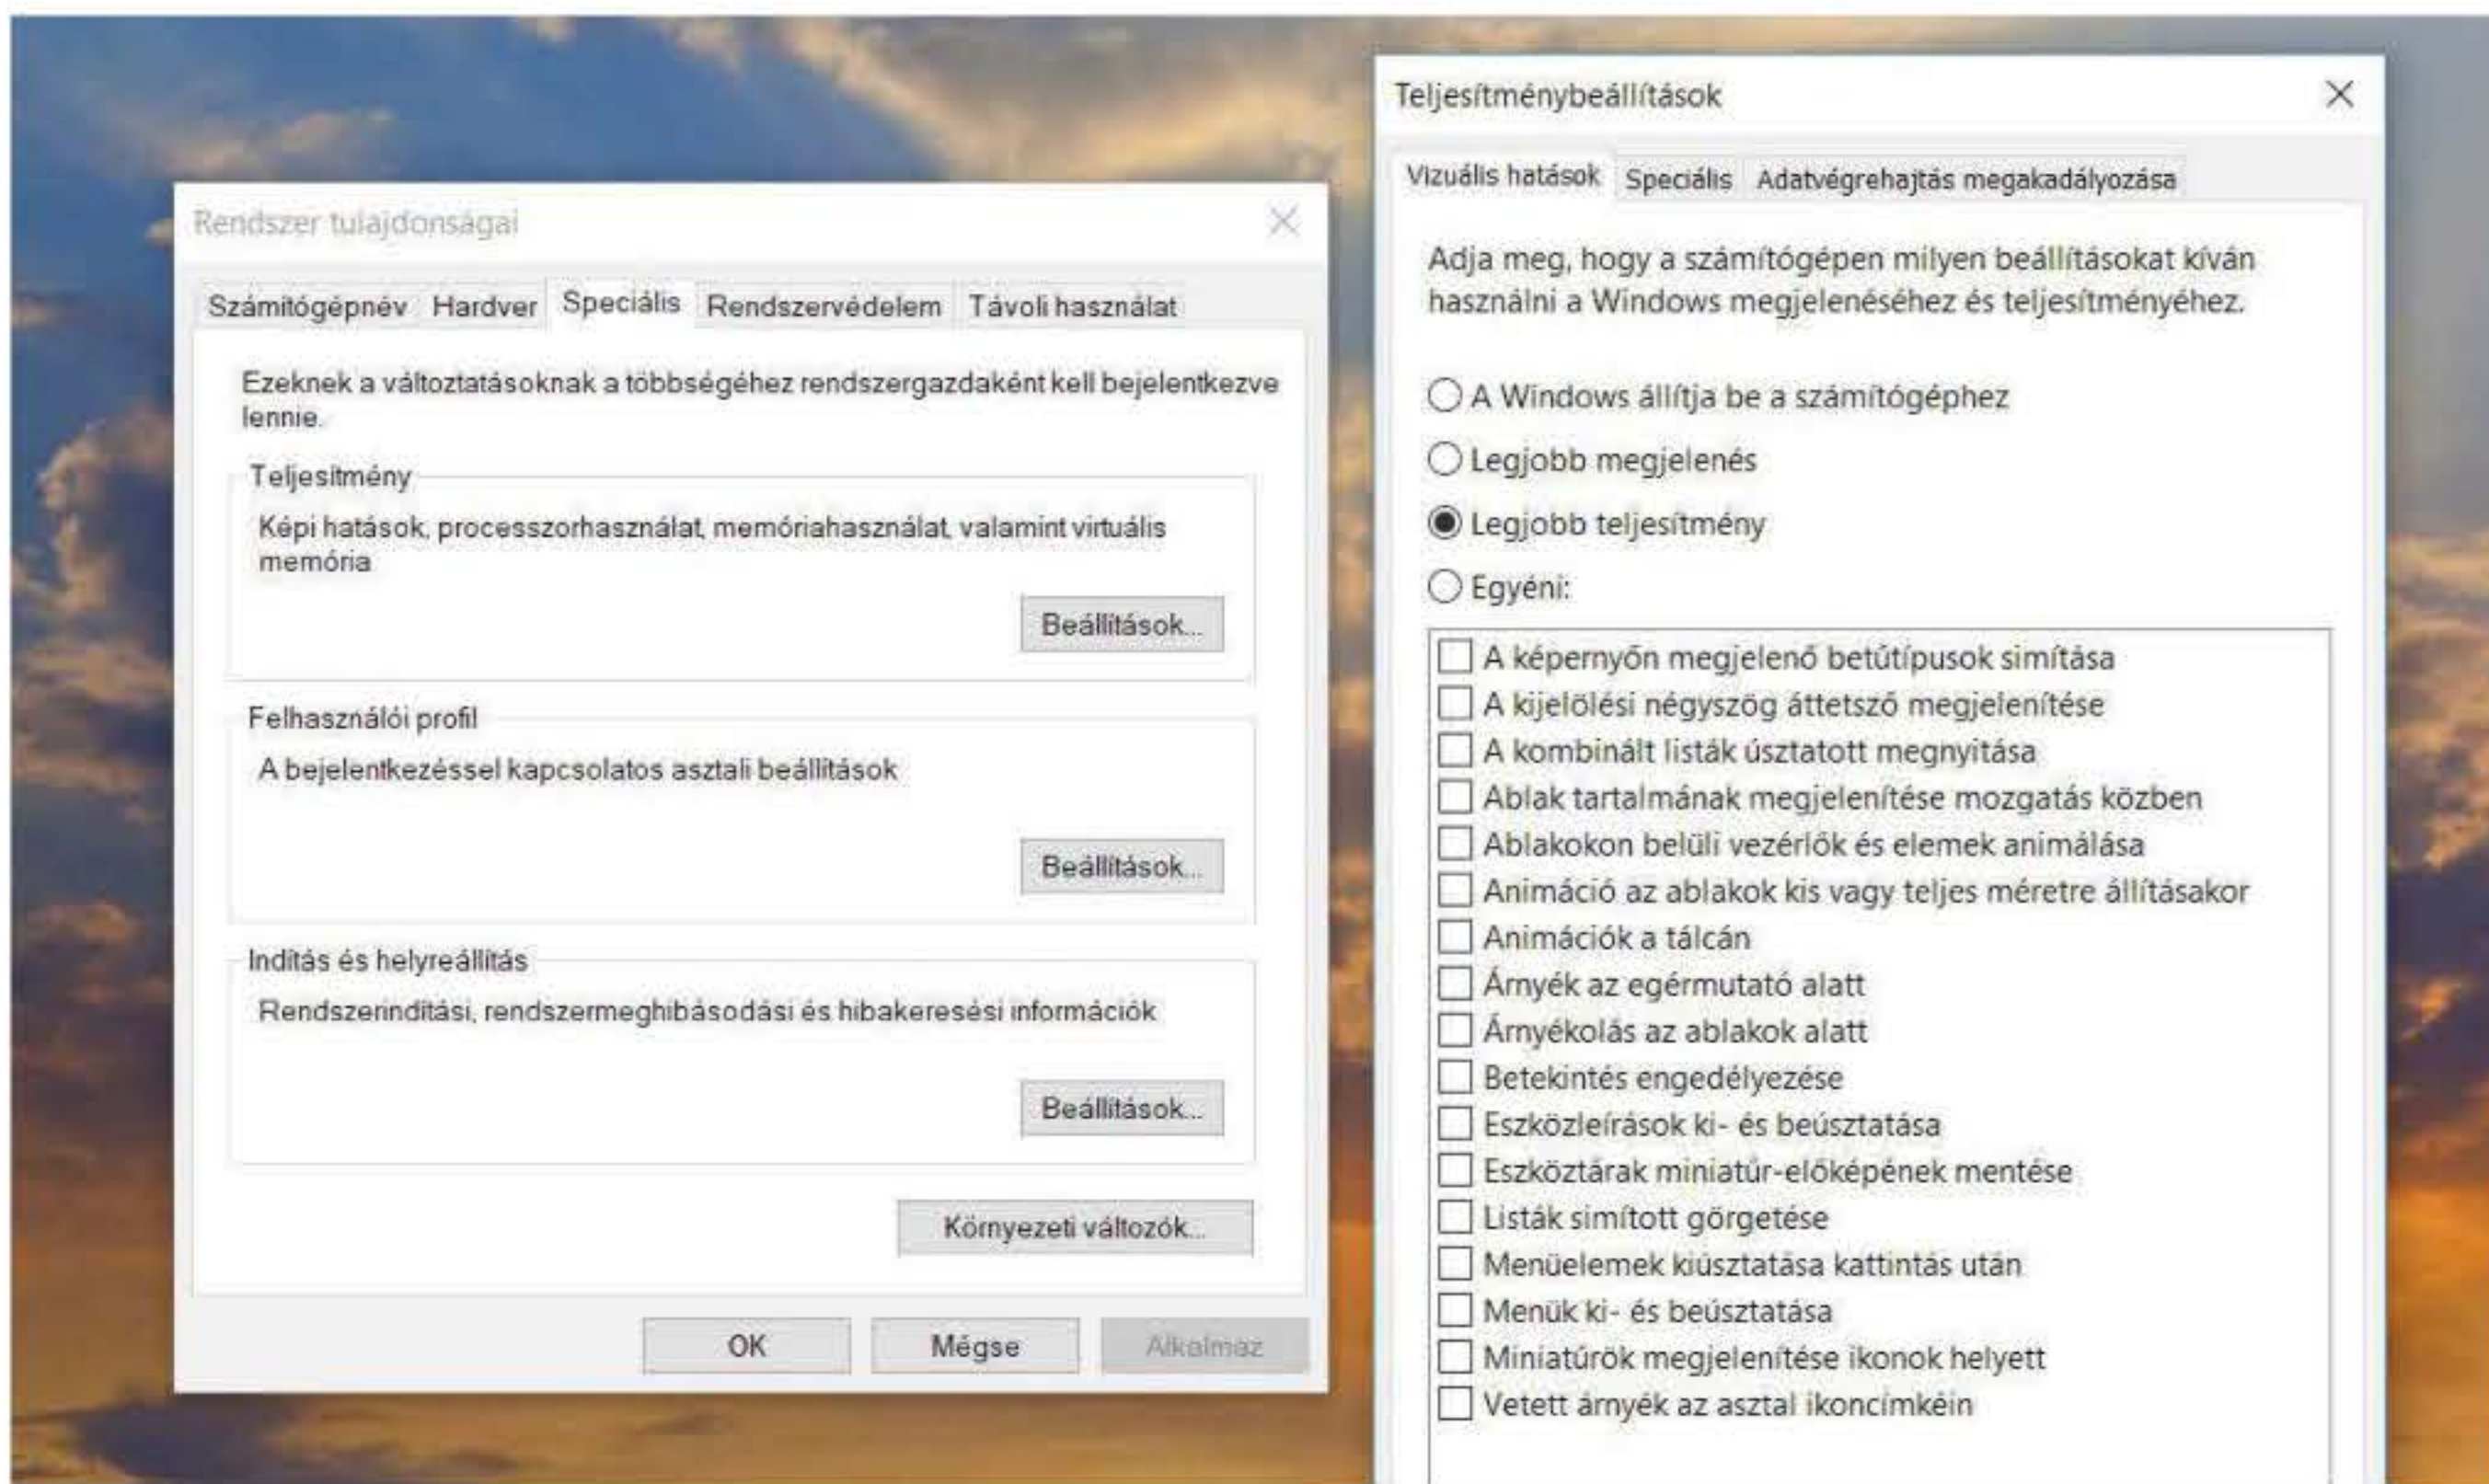 Rendszer tulajdonságai
Számítógépnév Hardver Speciális Rendszervédelem Távoli használat
Ezeknek a változtatásoknak a többségéhez rendszergazdaként kell bejelentkezve
lennie.
Teljesítmény
Képi hatások, processzorhasználat, memóriahasználat, valamint virtuális
memória
Beállítások...
Felhasználói profil
A bejelentkezéssel kapcsolatos asztali beállítások
Beállítások...
Indítás és helyreállítás
Rendszerindítási, rendszermeghibásodási és hibakeresési információk
Beállítások...
Környezeti változók...
OK Mégse Alkalmaz
Teljesítménybeállítások
Vizuális hatások Speciális Adatvégrehajtás megakadályozása
Adja meg, hogy a számítógépen milyen beállításokat kíván
használni a Windows megjelenéséhez és teljesítményéhez.
A Windows állítja be a számítógéphez
Legjobb megjelenés
Legjobb teljesítmény
Egyéni:
A képernyőn megjelenő betűtípusok simítása
A kijelölési négyszög áttetsző megjelenítése
A kombinált listák úsztatott megnyitása
Ablak tartalmának megjelenítése mozgatás közben
Ablakokon belüli vezérlők és elemek animálása
Animáció az ablakok kis vagy teljes méretre állításakor
Animációk a tálcán
Árnyék az egérmutató alatt
Árnyékolás az ablakok alatt
Betekintés engedélyezése
Eszközleírások ki- és beúsztatása
Eszköztárak miniatűr-előképének mentése
Listák simított görgetése
Menüelemek kiúsztatása kattintás után
Menük ki- és beúsztatása
Miniatűrök megjelenítése ikonok helyett
Vetett árnyék az asztal ikoncímkéin